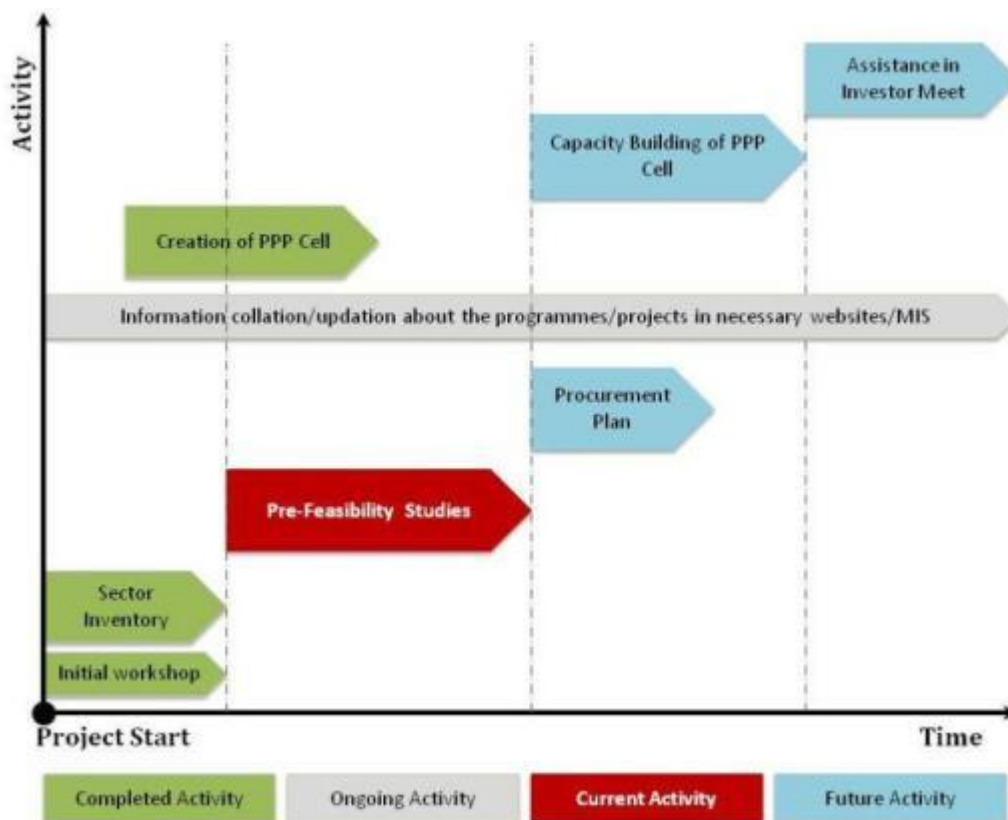 Activity
Assistance in
Investor Meet
Capacity Building of PPP
Cell
Creation of PPP Cell
Information collation/updation about the programmes/projects in necessary websites/MIS
Procurement
Plan
Pre-Feasibility Studies
Sector
Inventory
Initial workshop
Project Start
Time
Completed Activity
Ongoing Activity
Current Activity
Future Activity